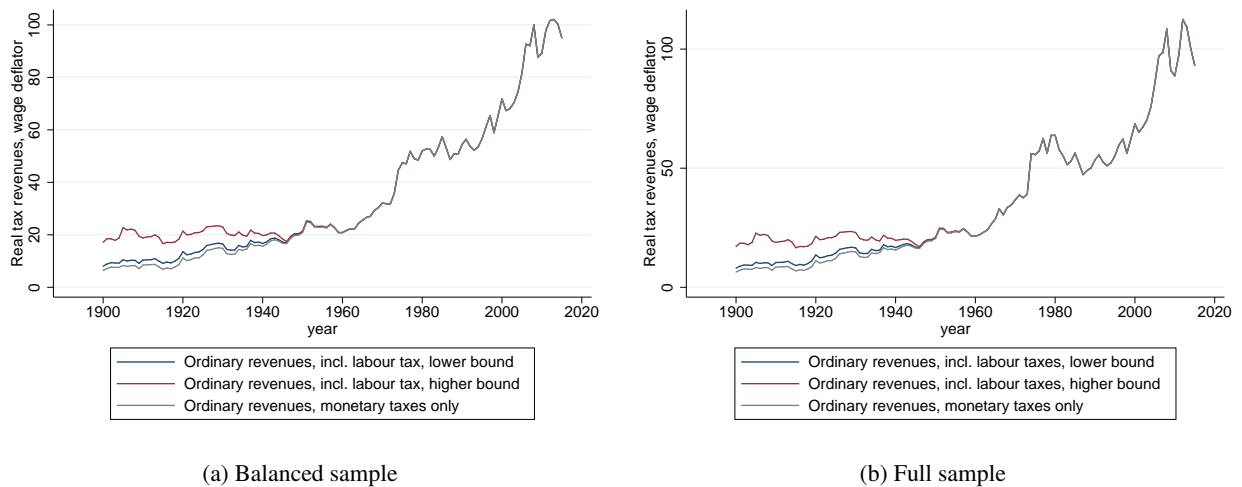 Real tax revenues, wage deflator
100
80
60
40
20
0
1900 1920 1940 1960 1980 2000 2020
year
Ordinary revenues, incl. labour tax, lower bound
Ordinary revenues, incl. labour tax, higher bound
Ordinary revenues, monetary taxes only
(a) Balanced sample
Real tax revenues, wage deflator
100
50
0
1900 1920 1940 1960 1980 2000 2020
year
Ordinary revenues, incl. labour taxes, lower bound
Ordinary revenues, incl. labour taxes, higher bound
Ordinary revenues, monetary taxes only
(b) Full sample